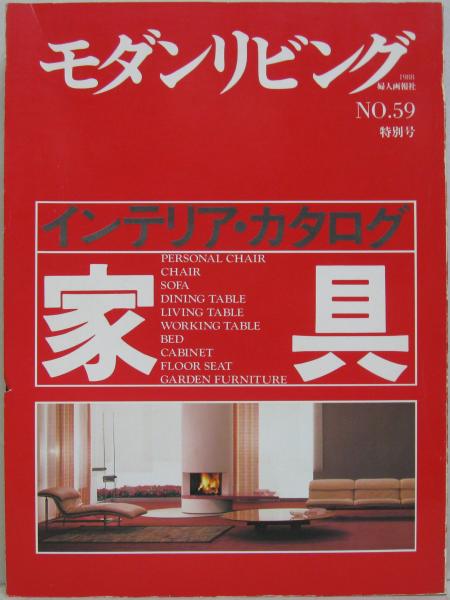 モダンリビング
1988
婦人画報社
NO.59
特別号
インテリア・カタログ
家具
PERSONAL CHAIR
CHAIR
SOFA
DINING TABLE
LIVING TABLE
WORKING TABLE
BED
CABINET
FLOOR SEAT
GARDEN FURNITURE